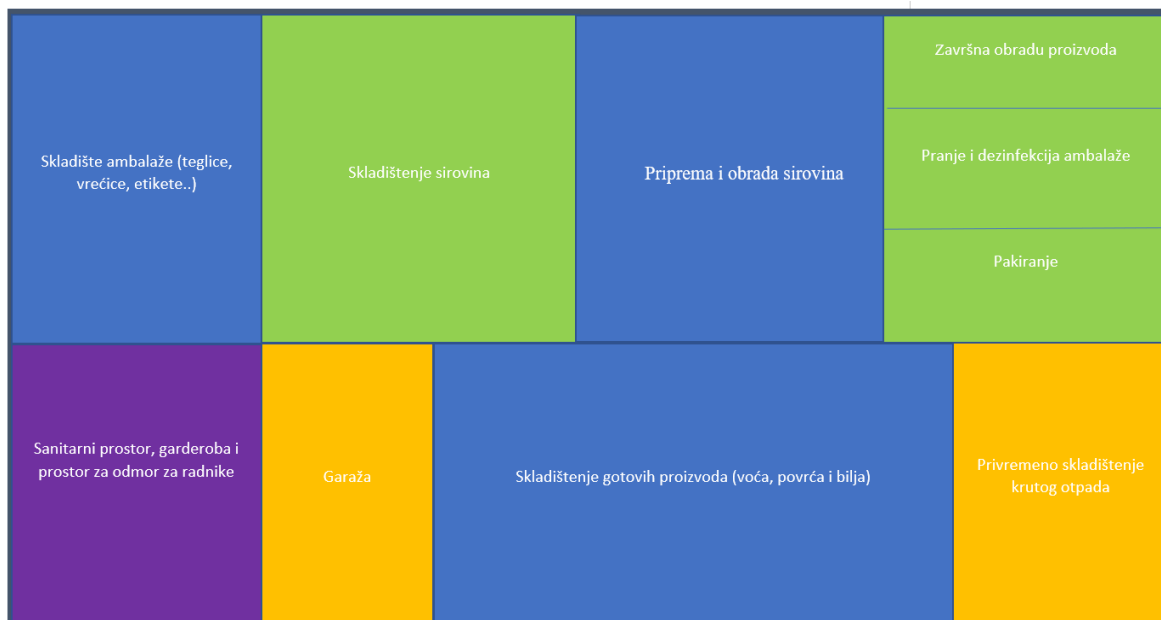 Skladište ambalaže (teglice,
vrećice, etikete..)
Skladištenje sirovina
Priprema i obrada sirovina
Završna obradu proizvoda
Pranje i dezinfekcija ambalaže
Pakiranje
Sanitarni prostor, garderoba i
prostor za odmor za radnike
Garaža
Skladištenje gotovih proizvoda (voća, povrća i bilja)
Privremeno skladištenje
krutog otpada